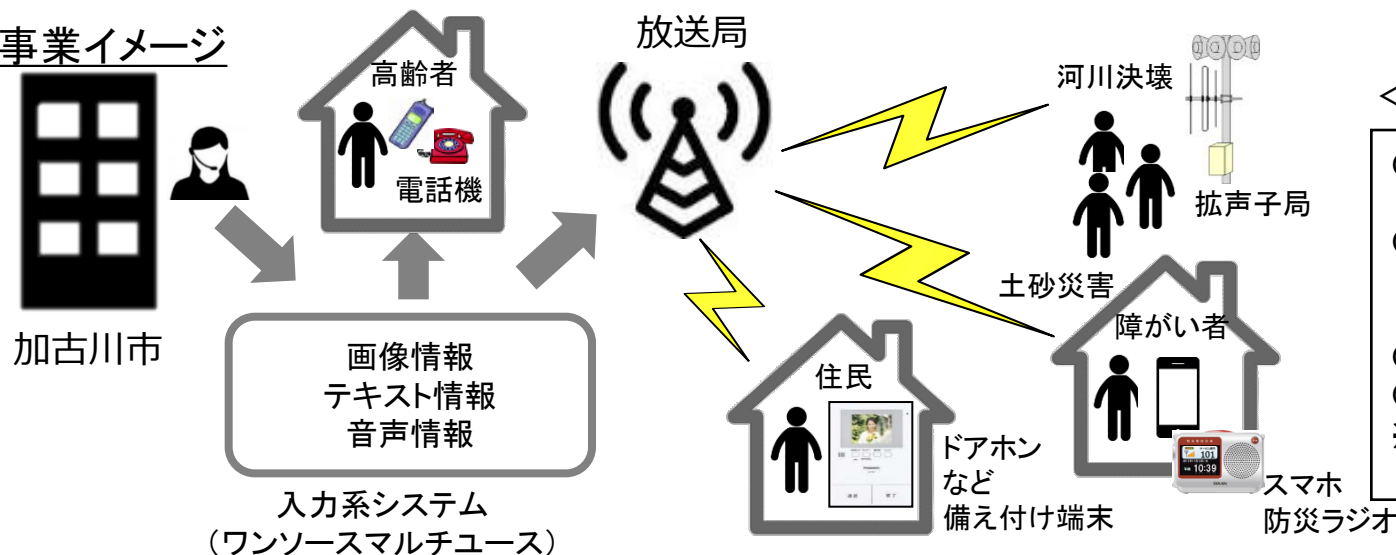 事業イメージ
加古川市
高齢者
電話機
放送局
画像情報
テキスト情報
音声情報
入力系システム
(ワンソースマルチユース)
河川決壊
拡声子局
土砂災害
障がい者
住民
ドアホン
など
備え付け端末
101
10:39
スマホ
防災ラジオ
<